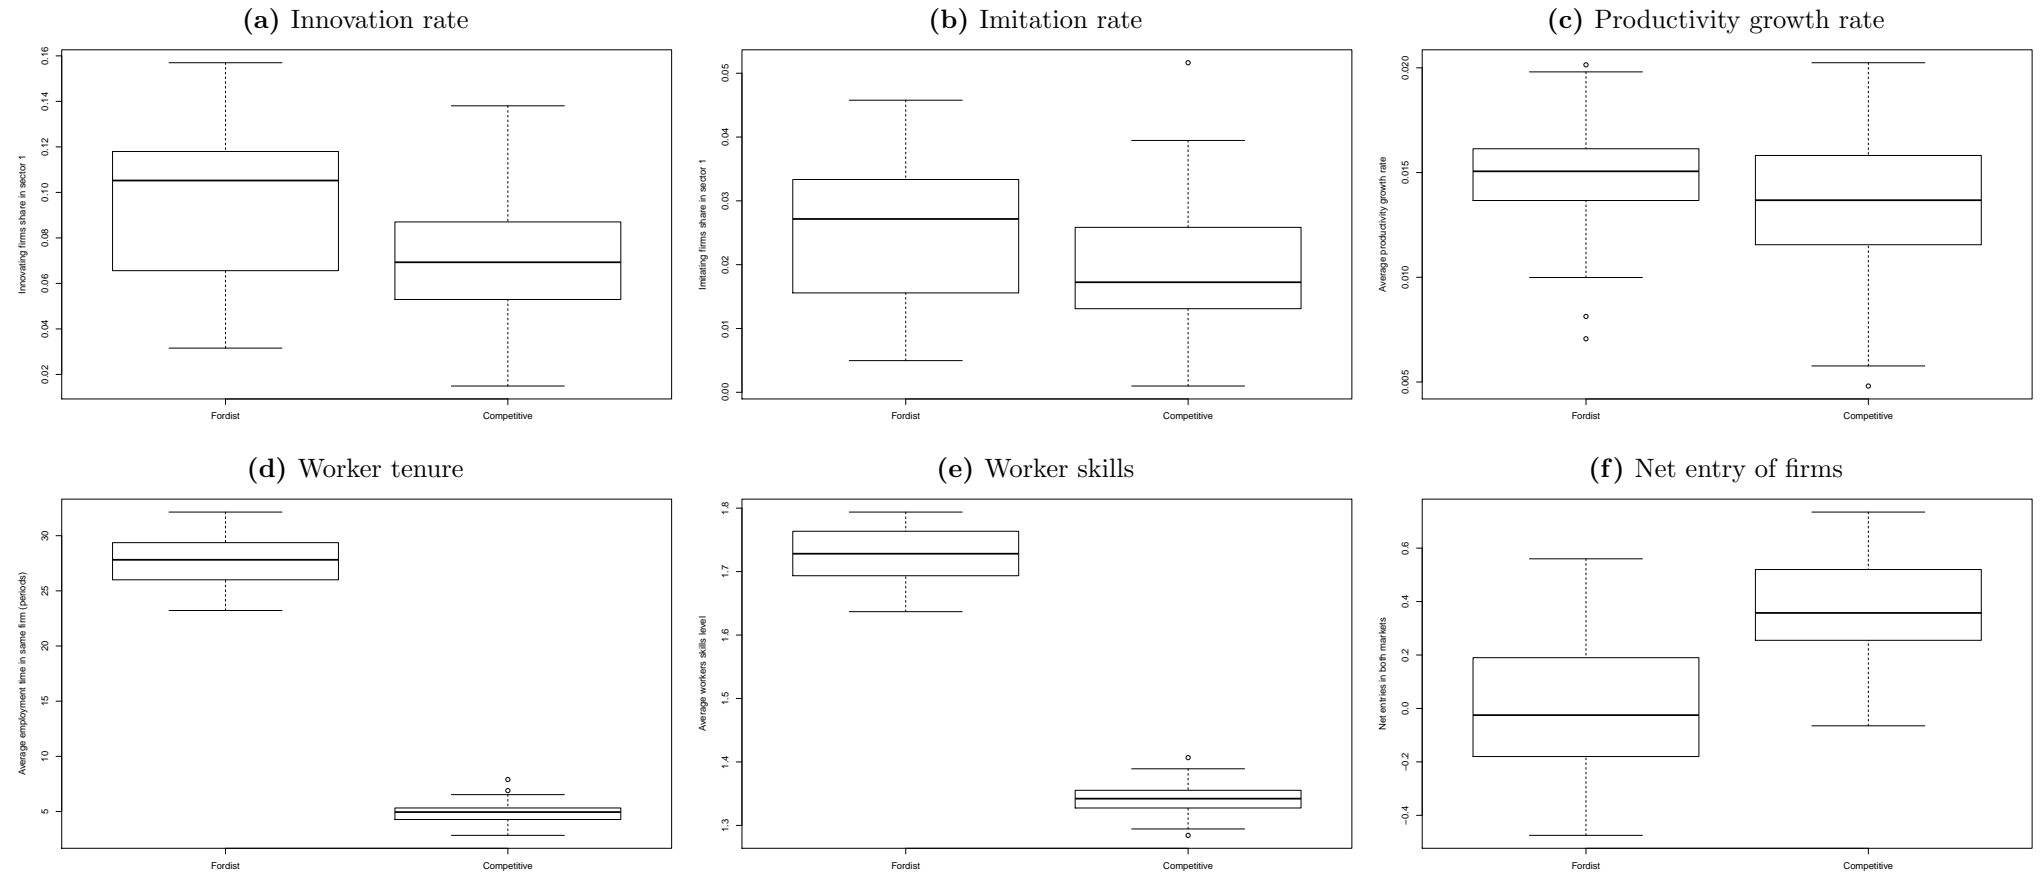 (a) Innovation rate
Innovating firms share in sector 1
0.02 0.04 0.06 0.08 0.10 0.12 0.14 0.16
Fordist Competitive
(b) Imitation rate
Imitating firms share in sector 1
0.00 0.01 0.02 0.03 0.04 0.05
Fordist Competitive
(c) Productivity growth rate
Average productivity growth rate
0.005 0.010 0.015 0.020
Fordist Competitive
(d) Worker tenure
Average employment time in same firm (periods)
5 10 15 20 25 30
Fordist Competitive
(e) Worker skills
Average workers skills level
1.3 1.4 1.5 1.6 1.7 1.8
Fordist Competitive
(f) Net entry of firms
Net entries in both markets
−0.4 −0.2 0.0 0.2 0.4 0.6
Fordist Competitive